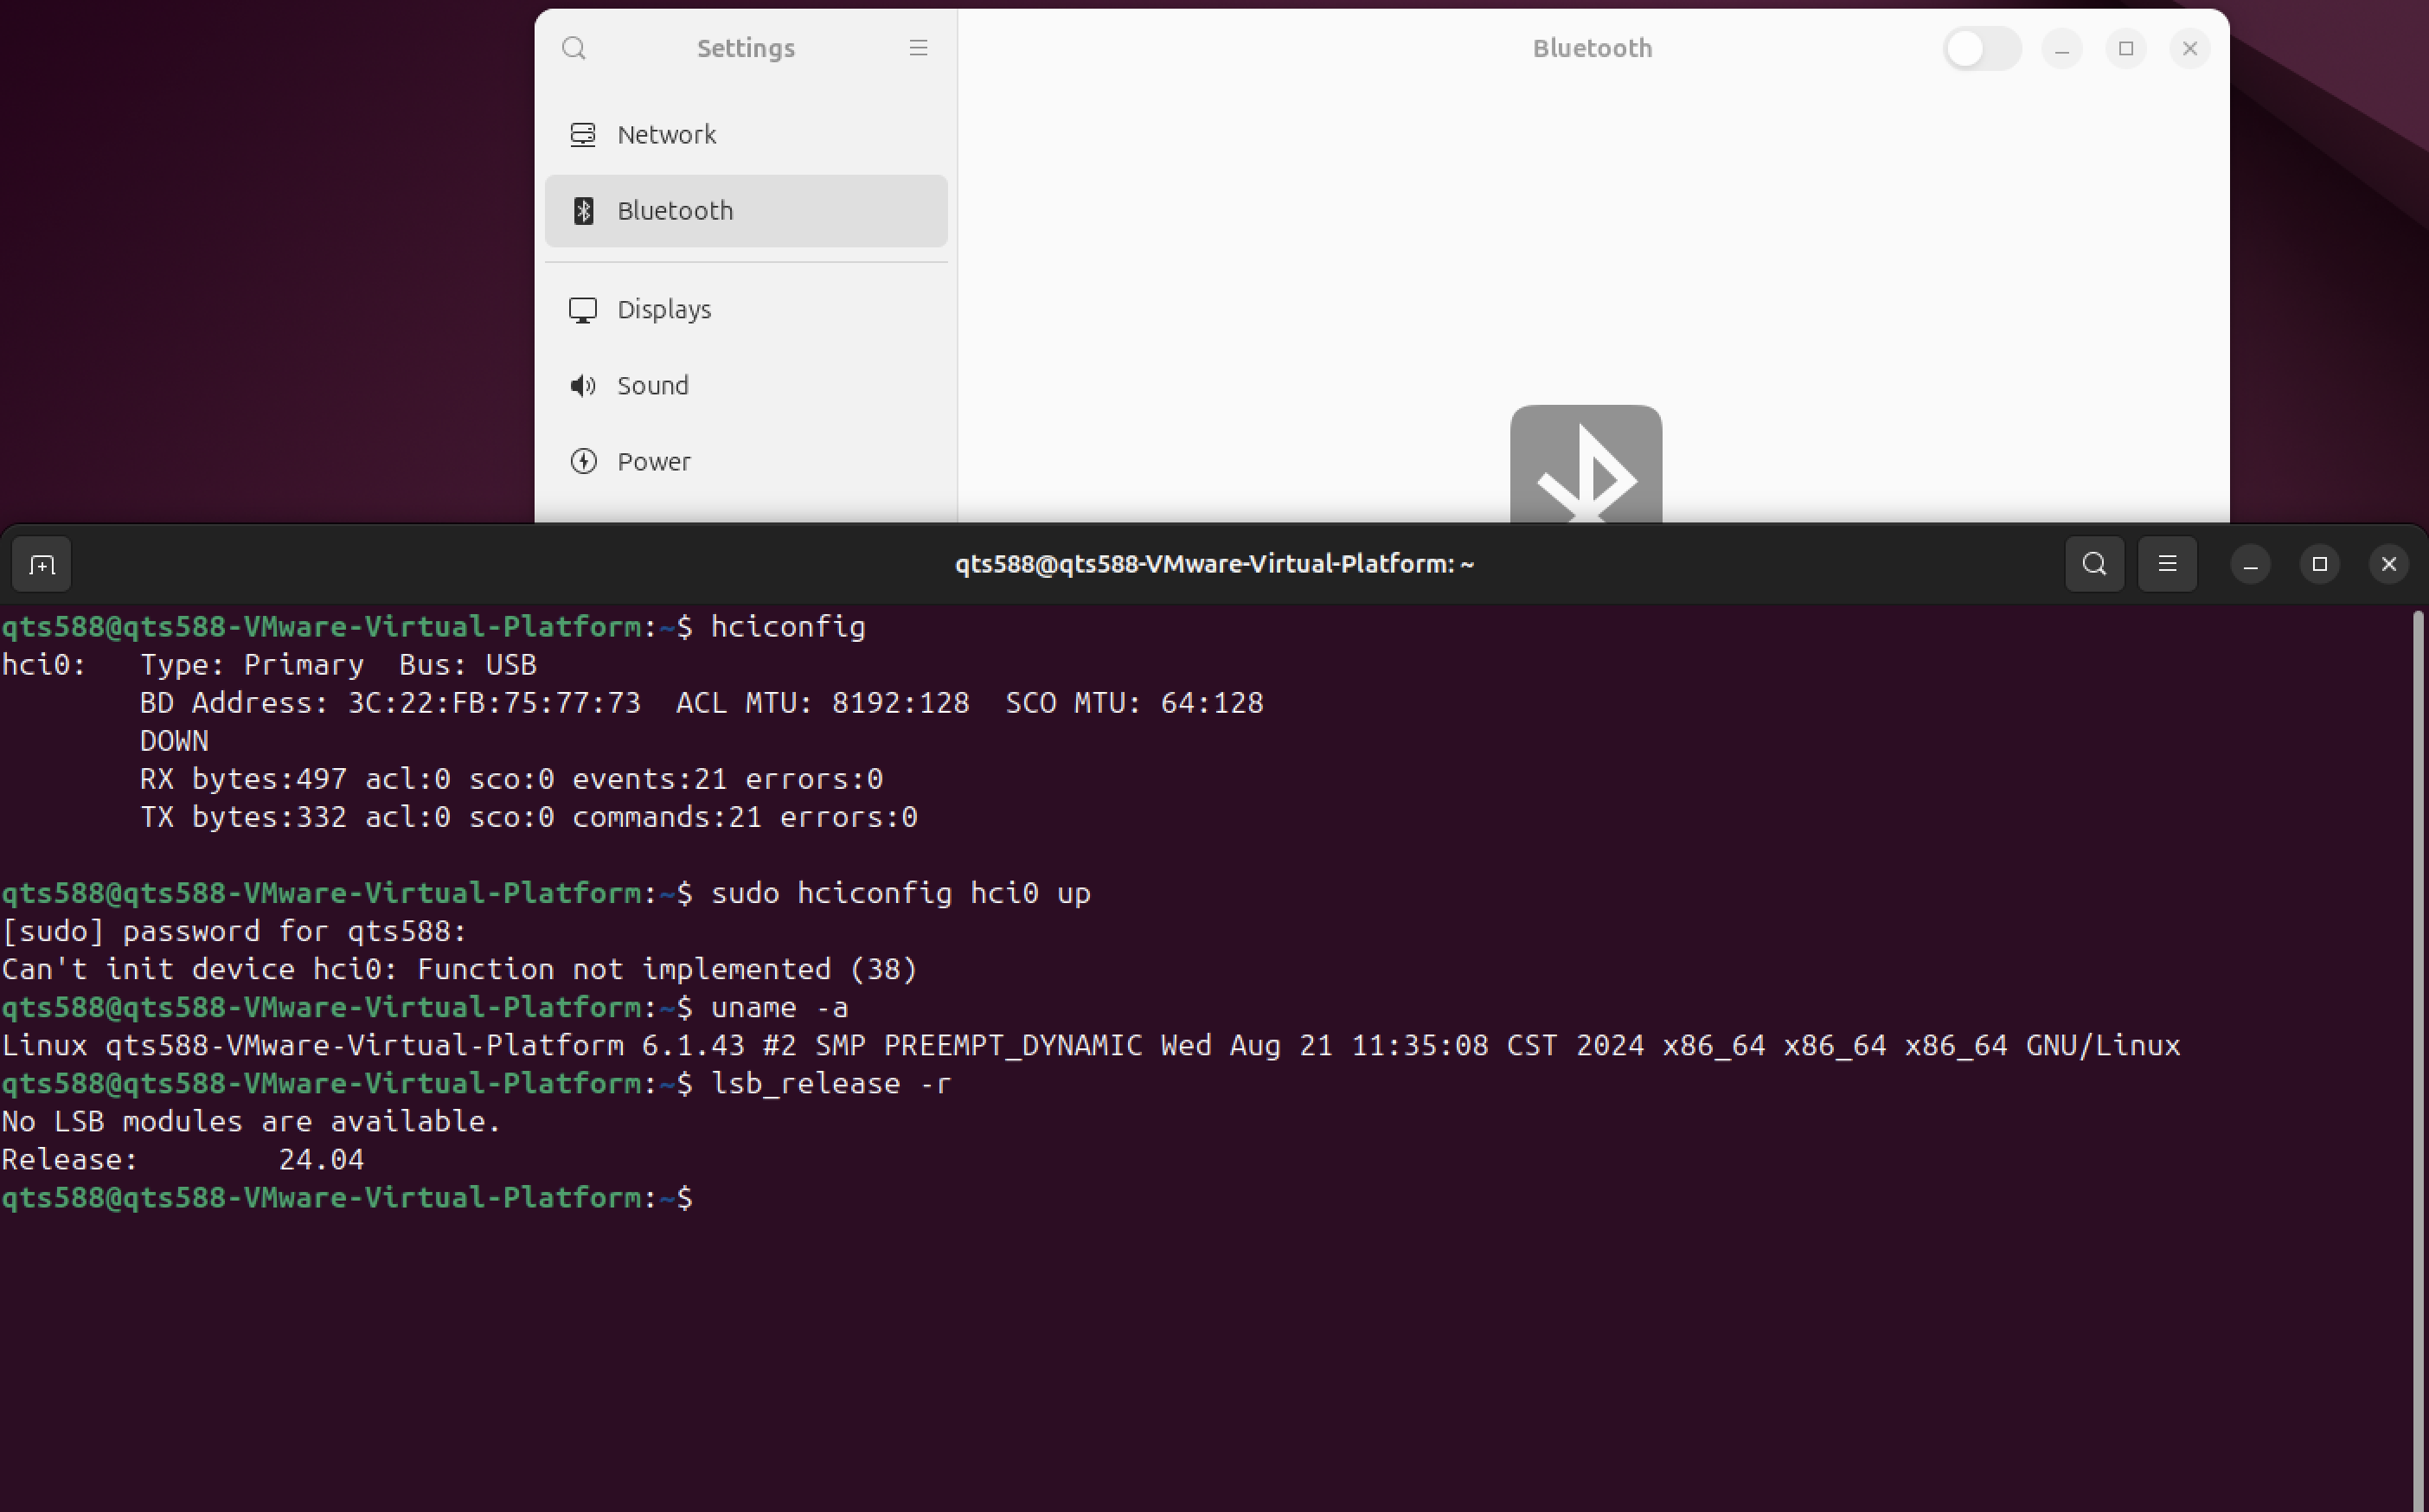 Settings
Bluetooth
Network
Bluetooth
Displays
Sound
Power
qts588@qts588-VMware-Virtual-Platform: ~
qts588@qts588-VMware-Virtual-Platform:~$ hciconfig
hci0:   Type: Primary  Bus: USB
        BD Address: 3C:22:FB:75:77:73  ACL MTU: 8192:128  SCO MTU: 64:128
        DOWN
        RX bytes:497 acl:0 sco:0 events:21 errors:0
        TX bytes:332 acl:0 sco:0 commands:21 errors:0
qts588@qts588-VMware-Virtual-Platform:~$ sudo hciconfig hci0 up
[sudo] password for qts588:
Can't init device hci0: Function not implemented (38)
qts588@qts588-VMware-Virtual-Platform:~$ uname -a
Linux qts588-VMware-Virtual-Platform 6.1.43 #2 SMP PREEMPT_DYNAMIC Wed Aug 21 11:35:08 CST 2024 x86_64 x86_64 x86_64 GNU/Linux
qts588@qts588-VMware-Virtual-Platform:~$ lsb_release -r
No LSB modules are available.
Release:        24.04
qts588@qts588-VMware-Virtual-Platform:~$